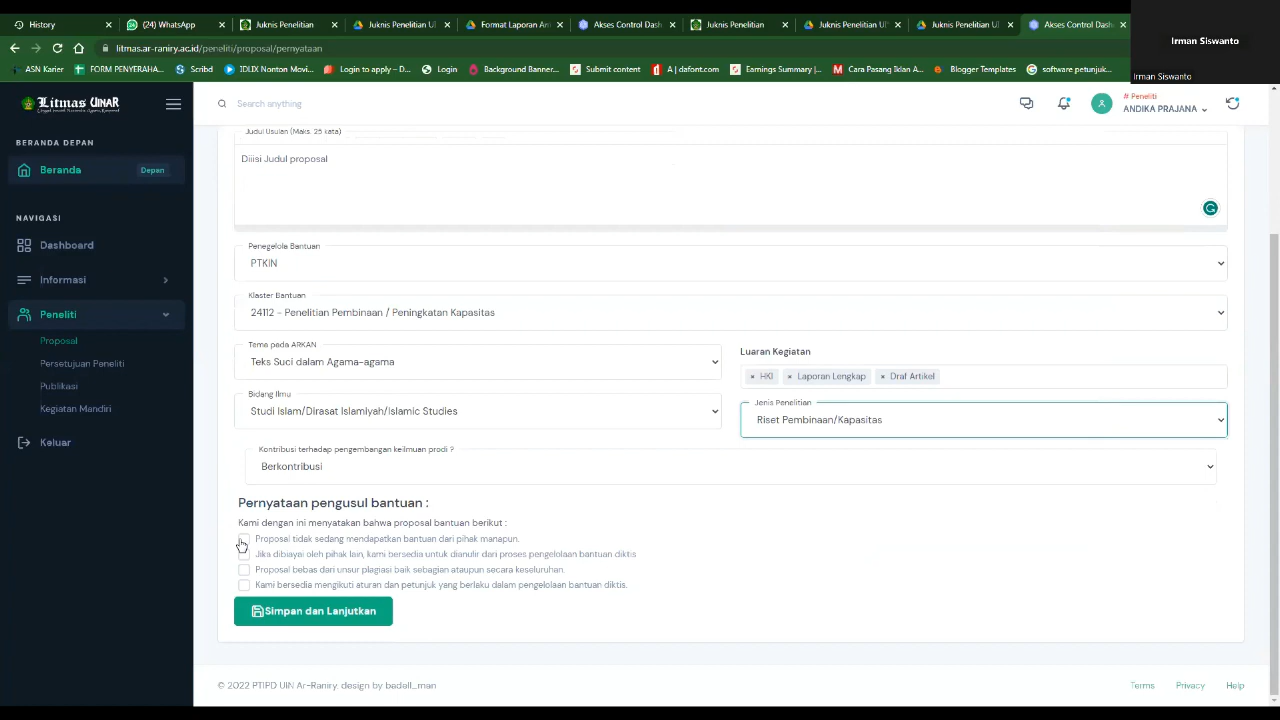 History
(24) WhatsApp
Juknis Penelitian
Juknis Penelitian U
Format Laporan An
Akses Control Dash
Juknis Penelitian
Juknis Penelitian UI
Juknis Penelitian U
Akses Control Dash
Irman Siswanto
litmas.ar-raniry.ac.id/peneliti/proposal/pernyataan
ASN Karier
FORM PENYERAHA...
Scribd
IDLIX Nonton Movi...
Login to apply – D...
Login
Background Banner...
Submit content
A | dafont.com
Earnings Summary |...
Cara Pasang Iklan A...
Blogger Templates
software petunjuk...
Irman Siswanto
Litmas UINAR
Search anything
# Peneliti
ANDIKA PRAJANA
BERANDA DEPAN
Beranda
Depan
NAVIGASI
Dashboard
Informasi
Peneliti
Proposal
Persetujuan Peneliti
Publikasi
Kegiatan Mandiri
Keluar
Judul Usulan (Maks. 25 kata)
Diiisi Judul proposal
Penegelola Bantuan
PTKIN
Klaster Bantuan
24112 - Penelitian Pembinaan / Peningkatan Kapasitas
Tema pada ARKAN
Teks Suci dalam Agama-agama
Luaran Kegiatan
× HKI × Laporan Lengkap × Draf Artikel
Bidang Ilmu
Studi Islam/Dirasat Islamiyah/Islamic Studies
Jenis Penelitian
Riset Pembinaan/Kapasitas
Kontribusi terhadap pengembangan keilmuan prodi ?
Berkontribusi
Pernyataan pengusul bantuan :
Kami dengan ini menyatakan bahwa proposal bantuan berikut :
Proposal tidak sedang mendapatkan bantuan dari pihak manapun.
Jika dibiayai oleh pihak lain, kami bersedia untuk dianulir dari proses pengelolaan bantuan diktis
Proposal bebas dari unsur plagiasi baik sebagian ataupun secara keseluruhan.
Kami bersedia mengikuti aturan dan petunjuk yang berlaku dalam pengelolaan bantuan diktis.
Simpan dan Lanjutkan
© 2022 PTIPD UIN Ar-Raniry. design by badell_man
Terms
Privacy
Help